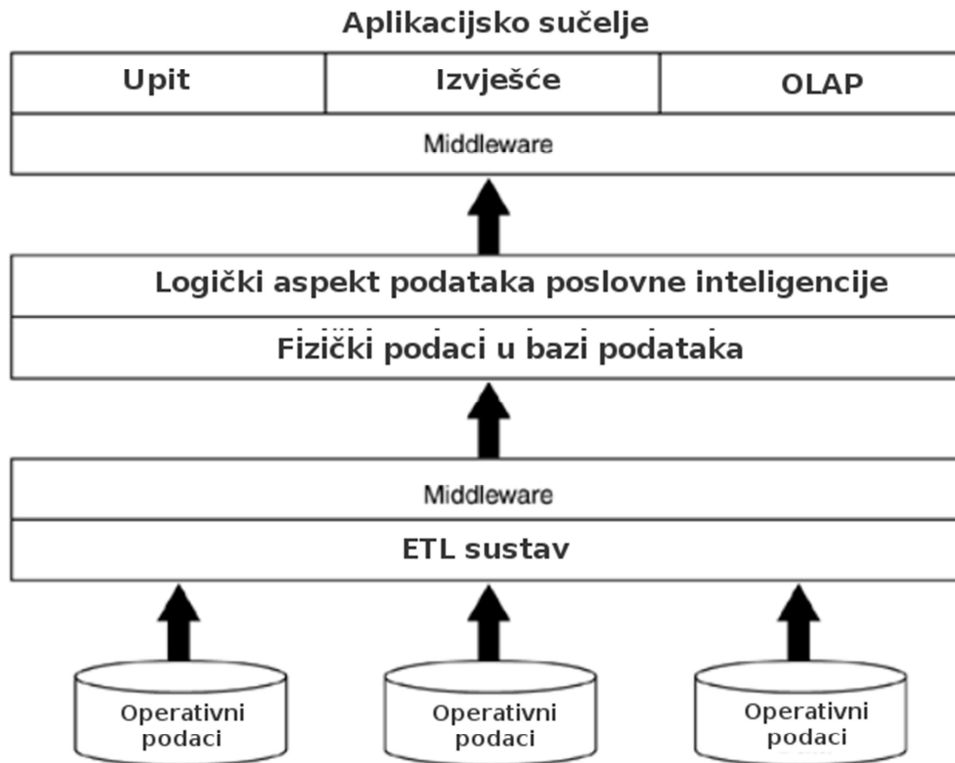 Aplikacijsko sučelje
Upit
Izvješće
OLAP
Middleware
Logički aspekt podataka poslovne inteligencije
Fizički podaci u bazi podataka
Middleware
ETL sustav
Operativni
podaci
Operativni
podaci
Operativni
podaci